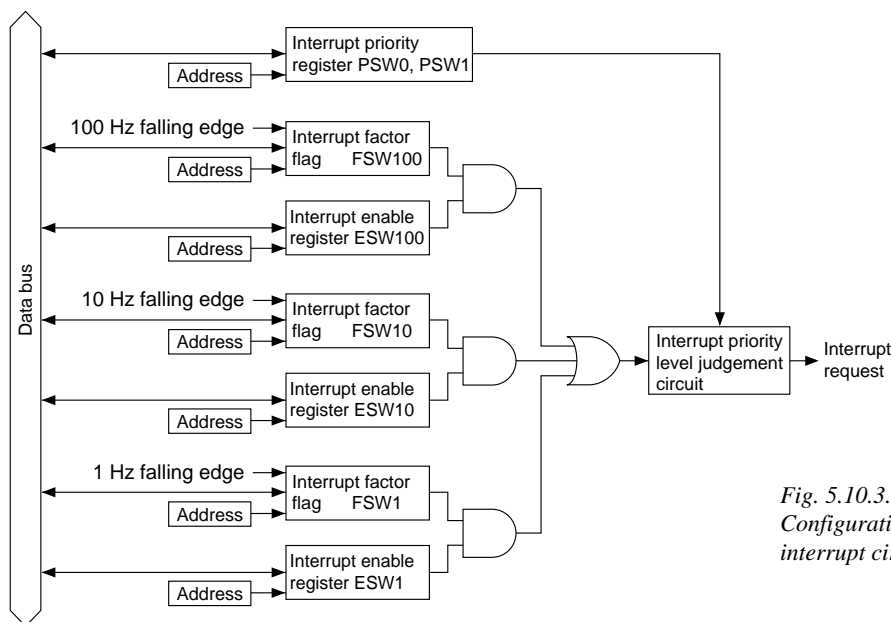 Interrupt priority
register PSW0, PSW1
Address
100 Hz falling edge
Interrupt factor
flag FSW100
Address
Interrupt enable
register ESW100
Address
Data bus
10 Hz falling edge
Interrupt factor
flag FSW10
Address
Interrupt enable
register ESW10
Address
Interrupt priority
level judgement
circuit
Interrupt
request
1 Hz falling edge
Interrupt factor
flag FSW1
Address
Interrupt enable
register ESW1
Address
Fig. 5.10.3.
Configurati
interrupt ci